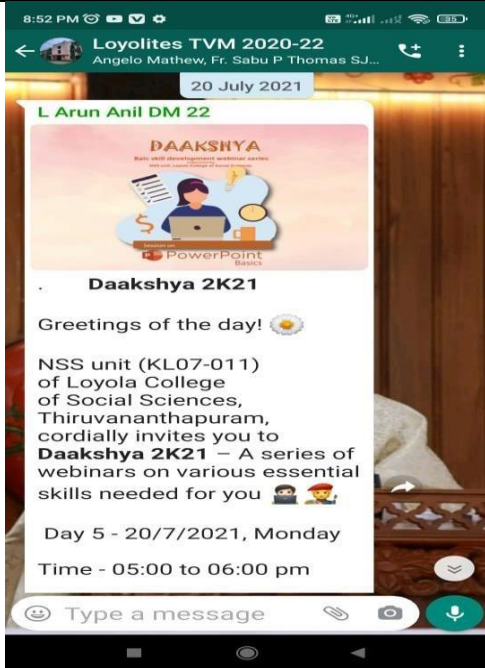 8:52 PM
35
Loyolites TVM 2020-22
Angelo Mathew, Fr. Sabu P Thomas SJ...
20 July 2021
L Arun Anil DM 22
DAAKSHYA
PowerPoint
Basics
. Daakshya 2K21
Greetings of the day!
NSS unit (KL07-011)
of Loyola College
of Social Sciences,
Thiruvananthapuram,
cordially invites you to
Daakshya 2K21 – A series of
webinars on various essential
skills needed for you
Day 5 - 20/7/2021, Monday
Time - 05:00 to 06:00 pm
Type a message